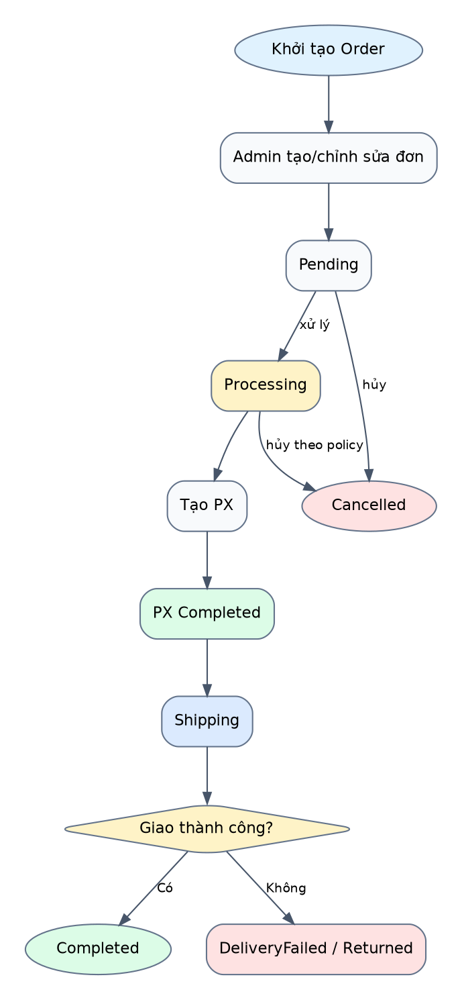 Khởi tạo Order
Admin tạo/chỉnh sửa đơn
Pending
xử lý
Processing
hủy
hủy theo policy
Tạo PX
Cancelled
PX Completed
Shipping
Giao thành công?
Có
Không
Completed
DeliveryFailed / Returned